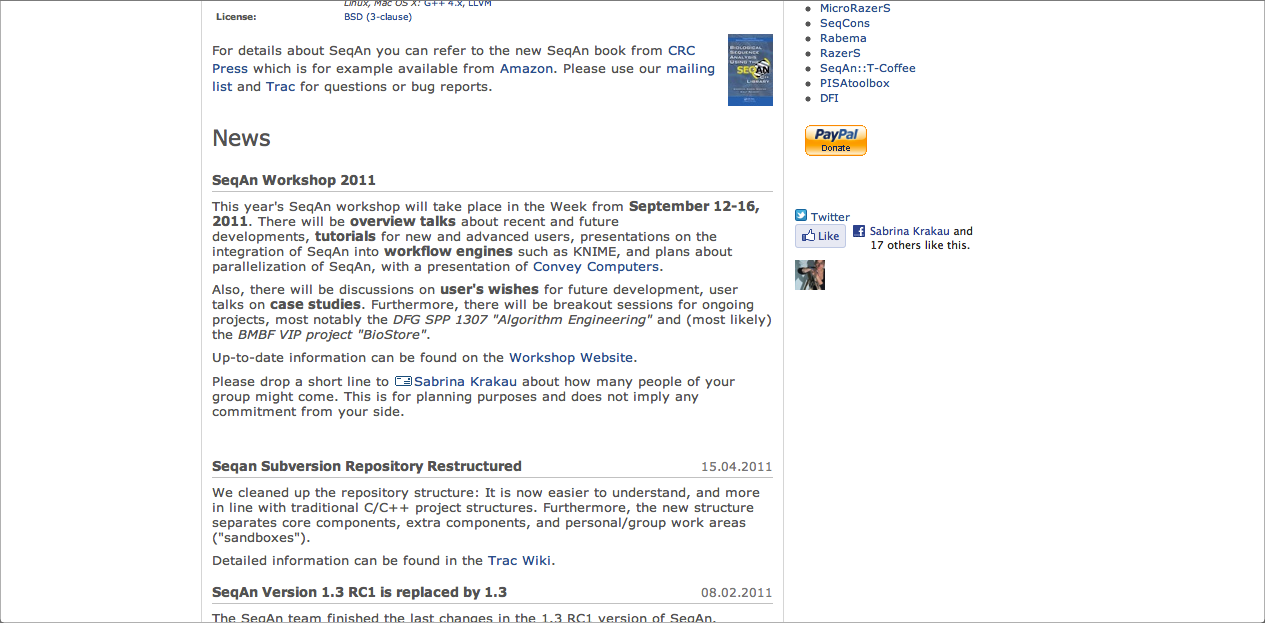 Linux, Mac OS X: G++ 4.x, LLVM
License: BSD (3-clause)
For details about SeqAn you can refer to the new SeqAn book from CRC
Press which is for example available from Amazon. Please use our mailing
list and Trac for questions or bug reports.
BIOLOGICAL
SEQUENCE
ANALYSIS
USING THE
SEQAN
LIBRARY
News
SeqAn Workshop 2011
This year's SeqAn workshop will take place in the Week from September 12-16,
2011. There will be overview talks about recent and future
developments, tutorials for new and advanced users, presentations on the
integration of SeqAn into workflow engines such as KNIME, and plans about
parallelization of SeqAn, with a presentation of Convey Computers.
Also, there will be discussions on user's wishes for future development, user
talks on case studies. Furthermore, there will be breakout sessions for ongoing
projects, most notably the DFG SPP 1307 "Algorithm Engineering" and (most likely)
the BMBF VIP project "BioStore".
Up-to-date information can be found on the Workshop Website.
Please drop a short line to Sabrina Krakau about how many people of your
group might come. This is for planning purposes and does not imply any
commitment from your side.
Seqan Subversion Repository Restructured 15.04.2011
We cleaned up the repository structure: It is now easier to understand, and more
in line with traditional C/C++ project structures. Furthermore, the new structure
separates core components, extra components, and personal/group work areas
("sandboxes").
Detailed information can be found in the Trac Wiki.
SeqAn Version 1.3 RC1 is replaced by 1.3 08.02.2011
The SeqAn team finished the last changes in the 1.3 RC1 version of SeqAn.
MicroRazerS
SeqCons
Rabema
RazerS
SeqAn::T-Coffee
PISAtoolbox
DFI
PayPal
Donate
Twitter
Like
Sabrina Krakau and
17 others like this.